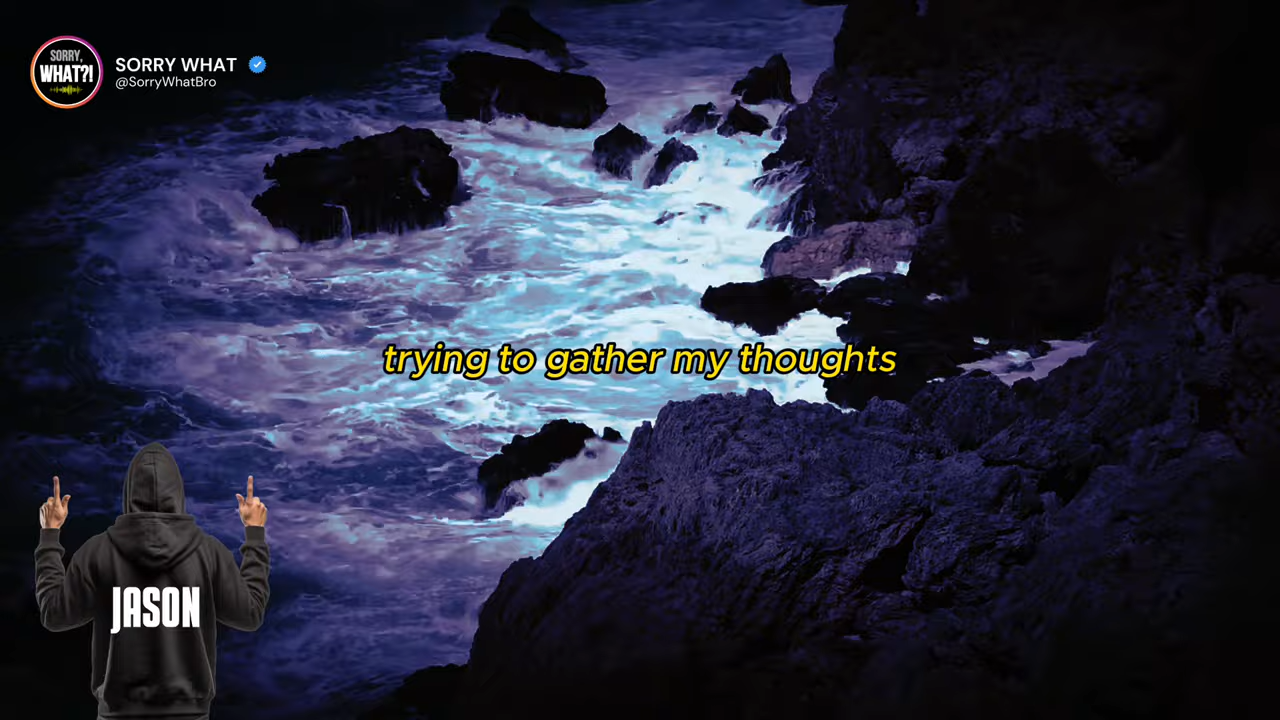 SORRY,
WHAT?!
SORRY WHAT
@SorryWhatBro
trying to gather my thoughts
JASON